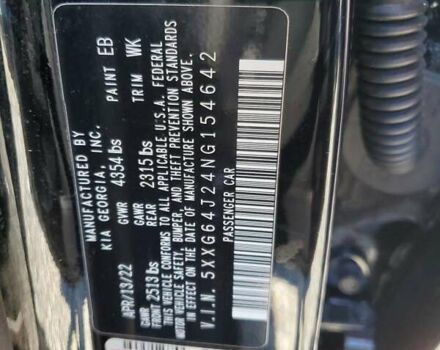 MANUFACTURED BY
KIA GEORGIA, INC.
APR/13/22 GVWR 4354 lbs PAINT EB
GAWR FRONT 2513 lbs GAWR REAR 2315 lbs TRIM WK
THIS VEHICLE CONFORMS TO ALL APPLICABLE U.S.A. FEDERAL
MOTOR VEHICLE SAFETY, BUMPER, AND THEFT PREVENTION STANDARDS
IN EFFECT ON THE DATE OF MANUFACTURE SHOWN ABOVE.
V.I.N. 5XXG64J24NG154642
PASSENGER CAR